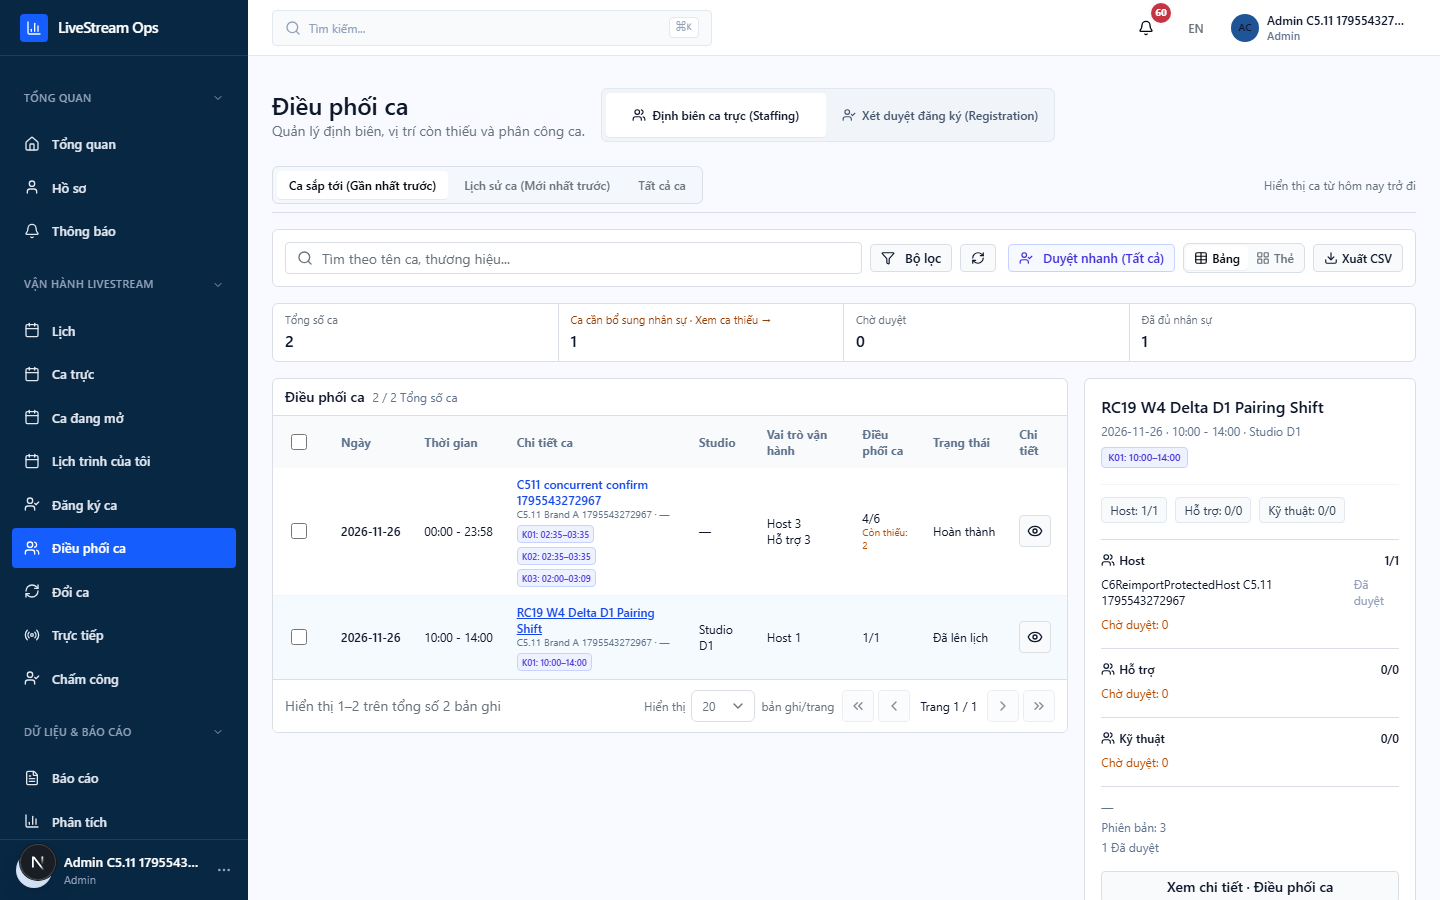 LiveStream Ops
Tìm kiếm...
⌘K
60
EN
AC
Admin C5.11 179554327...
Admin
TỔNG QUAN
Tổng quan
Hồ sơ
Thông báo
VẬN HÀNH LIVESTREAM
Lịch
Ca trực
Ca đang mở
Lịch trình của tôi
Đăng ký ca
Điều phối ca
Đổi ca
Trực tiếp
Chấm công
DỮ LIỆU & BÁO CÁO
Báo cáo
Phân tích
N
Admin C5.11 1795543...
Admin
Điều phối ca
Quản lý định biên, vị trí còn thiếu và phân công ca.
Định biên ca trực (Staffing)
Xét duyệt đăng ký (Registration)
Ca sắp tới (Gần nhất trước)
Lịch sử ca (Mới nhất trước)
Tất cả ca
Hiển thị ca từ hôm nay trở đi
Tìm theo tên ca, thương hiệu...
Bộ lọc
Duyệt nhanh (Tất cả)
Bảng
Thẻ
Xuất CSV
Tổng số ca
2
Ca cần bổ sung nhân sự · Xem ca thiếu →
1
Chờ duyệt
0
Đã đủ nhân sự
1
Điều phối ca 2 / 2 Tổng số ca
Ngày
Thời gian
Chi tiết ca
Studio
Vai trò vận
hành
Điều
phối ca
Trạng thái
Chi
tiết
2026-11-26
00:00 - 23:58
C511 concurrent confirm
1795543272967
C5.11 Brand A 1795543272967 · —
K01: 02:35–03:35
K02: 02:35–03:35
K03: 02:00–03:09
—
Host 3
Hỗ trợ 3
4/6
Còn thiếu:
2
Hoàn thành
2026-11-26
10:00 - 14:00
RC19 W4 Delta D1 Pairing
Shift
C5.11 Brand A 1795543272967 · —
K01: 10:00–14:00
Studio
D1
Host 1
1/1
Đã lên lịch
Hiển thị 1–2 trên tổng số 2 bản ghi
Hiển thị
20
bản ghi/trang
Trang 1 / 1
RC19 W4 Delta D1 Pairing Shift
2026-11-26 · 10:00 - 14:00 · Studio D1
K01: 10:00–14:00
Host: 1/1
Hỗ trợ: 0/0
Kỹ thuật: 0/0
Host
1/1
C6ReimportProtectedHost C5.11
1795543272967
Đã
duyệt
Chờ duyệt: 0
Hỗ trợ
0/0
Chờ duyệt: 0
Kỹ thuật
0/0
Chờ duyệt: 0
—
Phiên bản: 3
1 Đã duyệt
Xem chi tiết · Điều phối ca